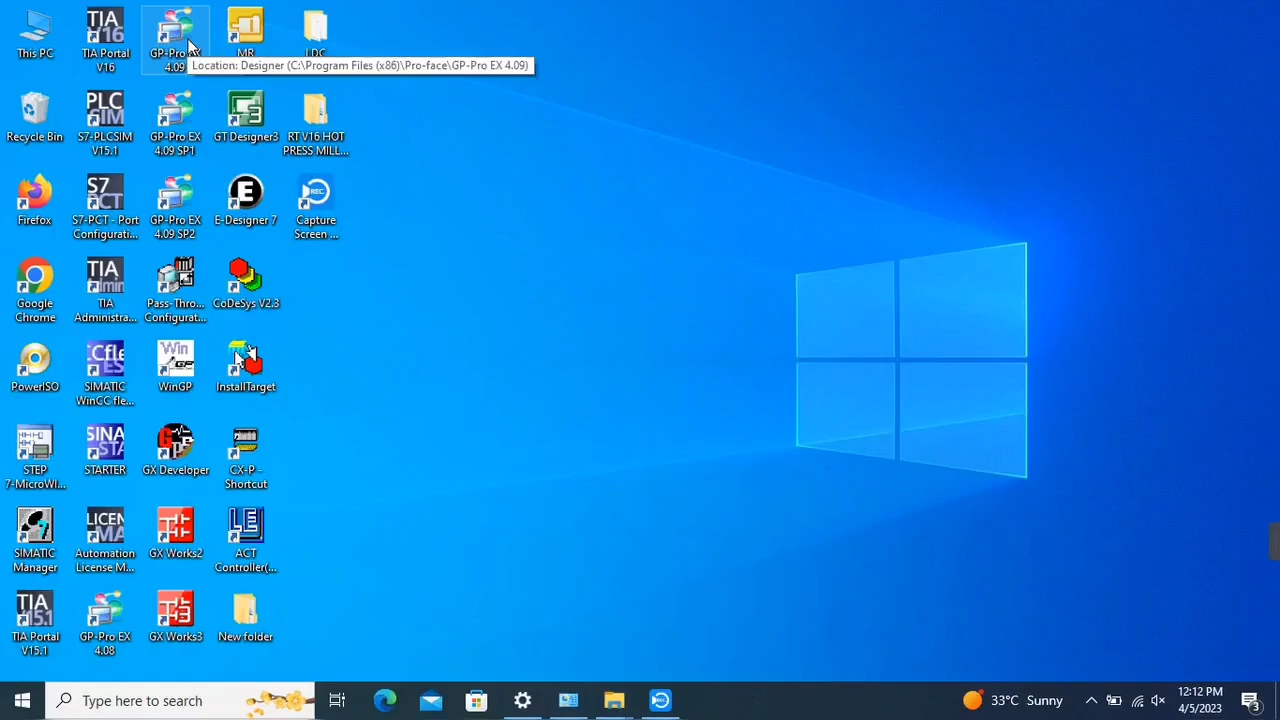 This PC
TIA Portal
V16
GP-Pro EX
4.09
MR
LDC
Location: Designer (C:\Program Files (x86)\Pro-face\GP-Pro EX 4.09)
Recycle Bin
S7-PLCSIM
V15.1
GP-Pro EX
4.09 SP1
GT Designer3
RT V16 HOT
PRESS MILL...
Firefox
S7-PCT - Port
Configurati...
GP-Pro EX
4.09 SP2
E-Designer 7
Capture
Screen ...
Google
Chrome
TIA
Administra...
Pass-Thro...
Configurat...
CoDeSys V2.3
PowerISO
SIMATIC
WinCC fle...
WinGP
InstallTarget
STEP
7-MicroWI...
STARTER
GX Developer
CX-P -
Shortcut
SIMATIC
Manager
Automation
License M...
GX Works2
ACT
Controller(...
TIA Portal
V15.1
GP-Pro EX
4.08
GX Works3
New folder
Type here to search
33°C Sunny
12:12 PM
4/5/2023
3